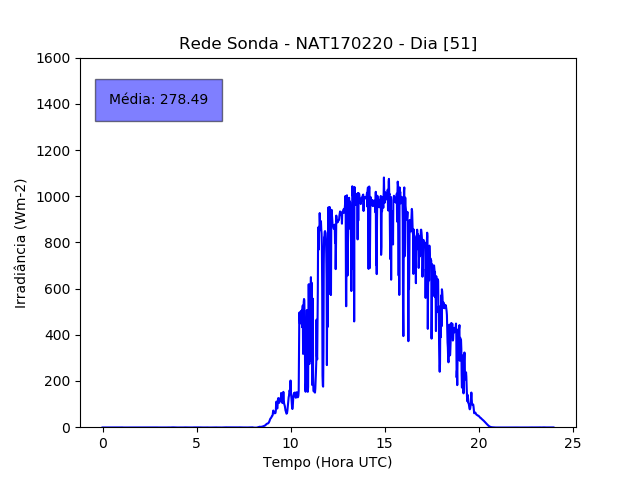 Rede Sonda - NAT170220 - Dia [51]
1600
1400
1200
1000
800
600
400
200
0
Média: 278.49
Irradiância (Wm-2)
0 5 10 15 20 25
Tempo (Hora UTC)